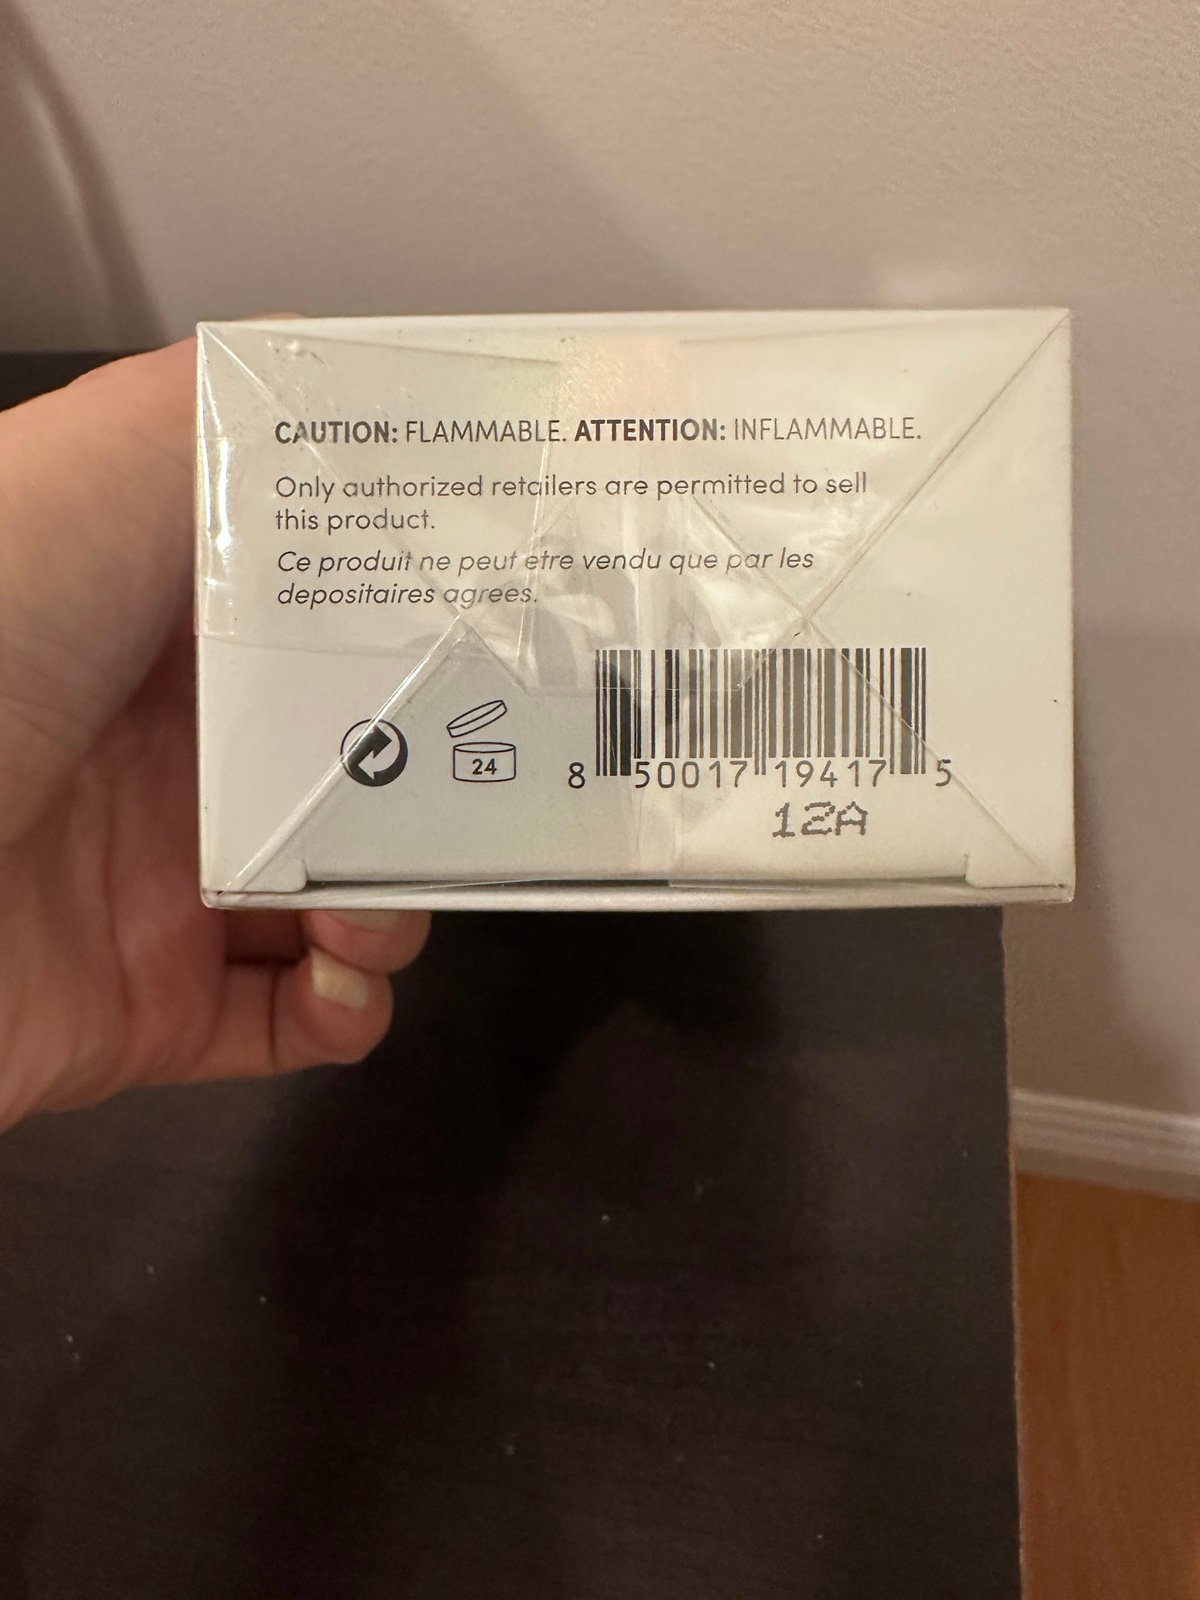 CAUTION: FLAMMABLE. ATTENTION: INFLAMMABLE.
Only authorized retailers are permitted to sell
this product.
Ce produit ne peut etre vendu que par les
depositaires agrees.
24
8 50017 19417 5
12A